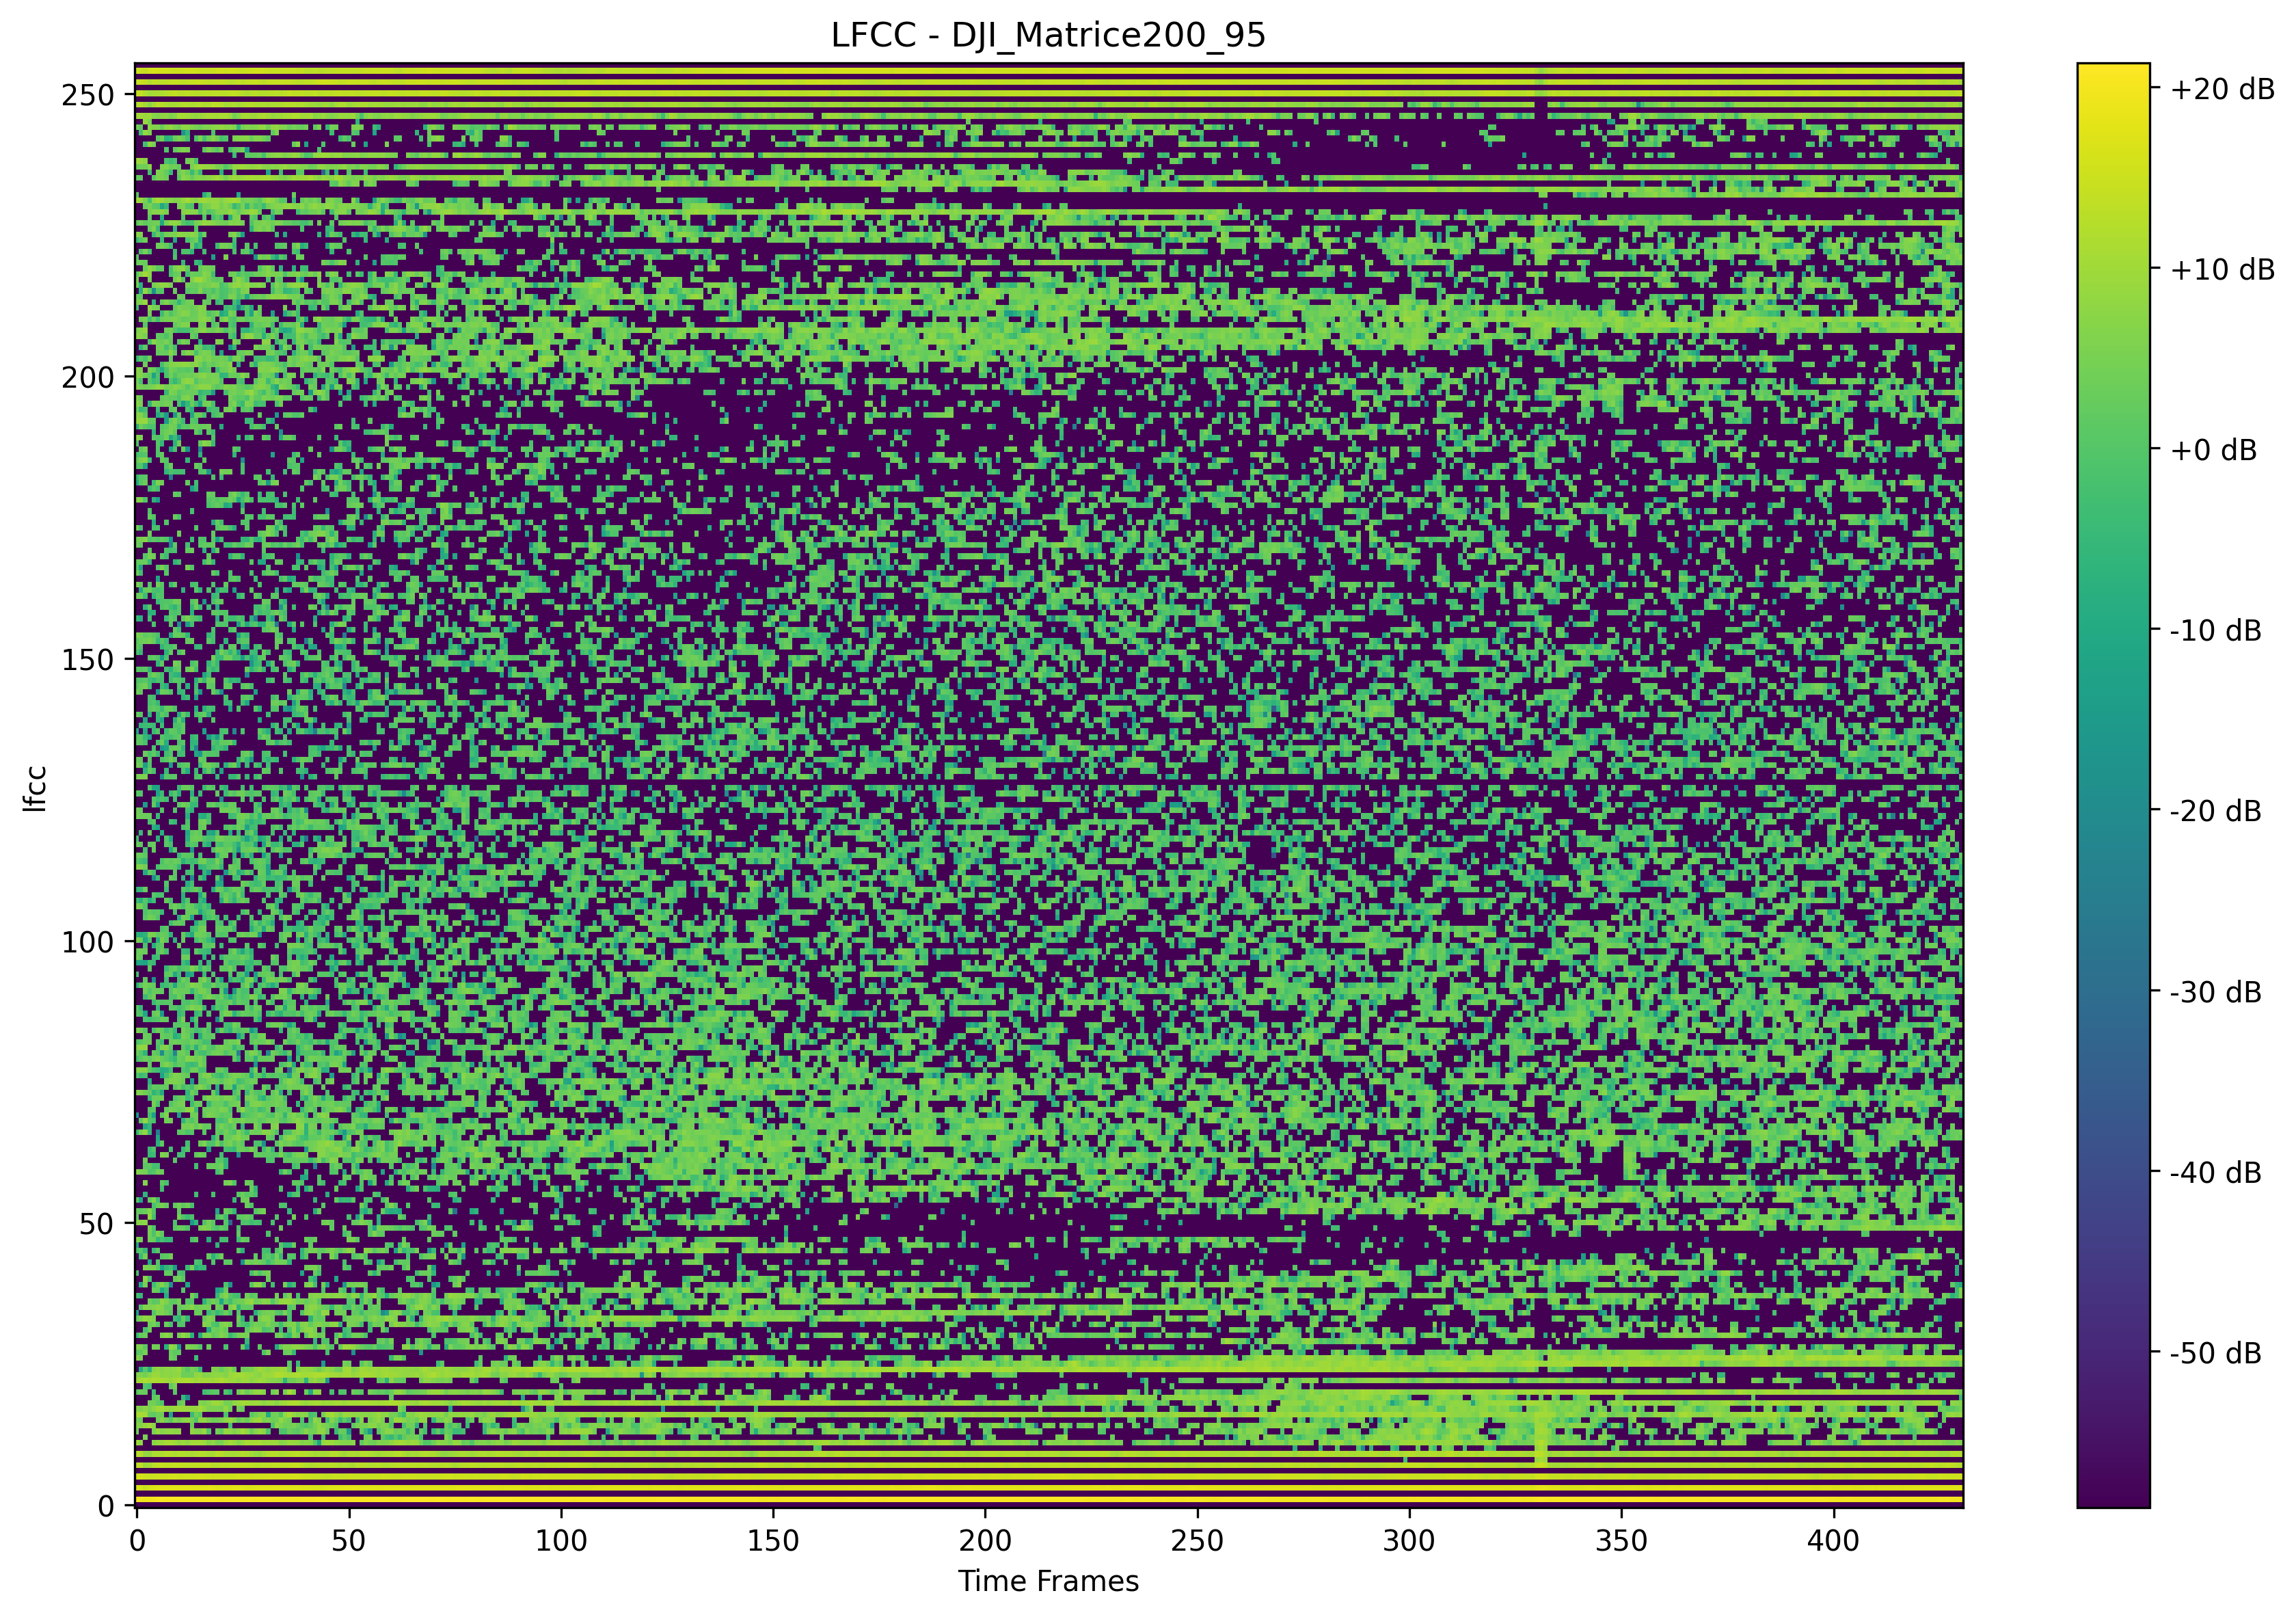 LFCC - DJI_Matrice200_95
250
200
150
100
50
0
lfcc
0 50 100 150 200 250 300 350 400
Time Frames
+20 dB
+10 dB
+0 dB
-10 dB
-20 dB
-30 dB
-40 dB
-50 dB